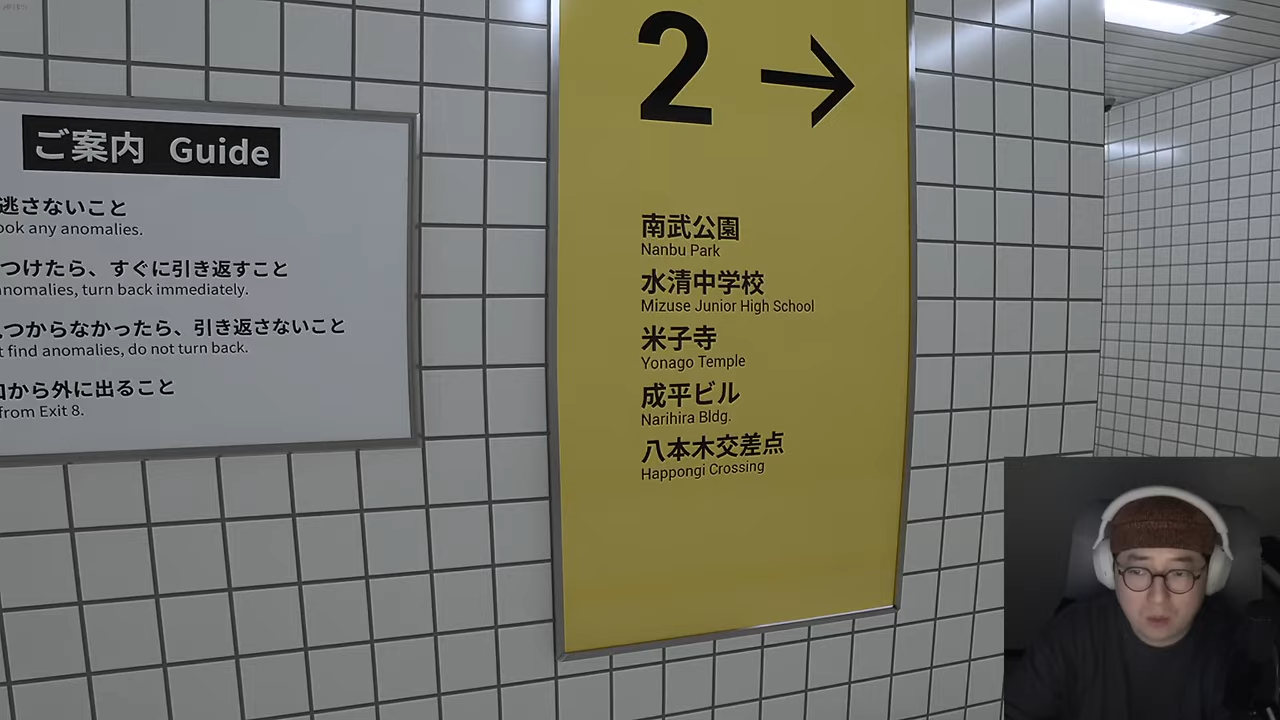 ご案内 Guide
逃さないこと
ook any anomalies.
つけたら、すぐに引き返すこと
anomalies, turn back immediately.
つからなかったら、引き返さないこと
t find anomalies, do not turn back.
から外に出ること
from Exit 8.
2 →
南武公園
Nanbu Park
水清中学校
Mizuse Junior High School
米子寺
Yonago Temple
成平ビル
Narihira Bldg.
八本木交差点
Happongi Crossing